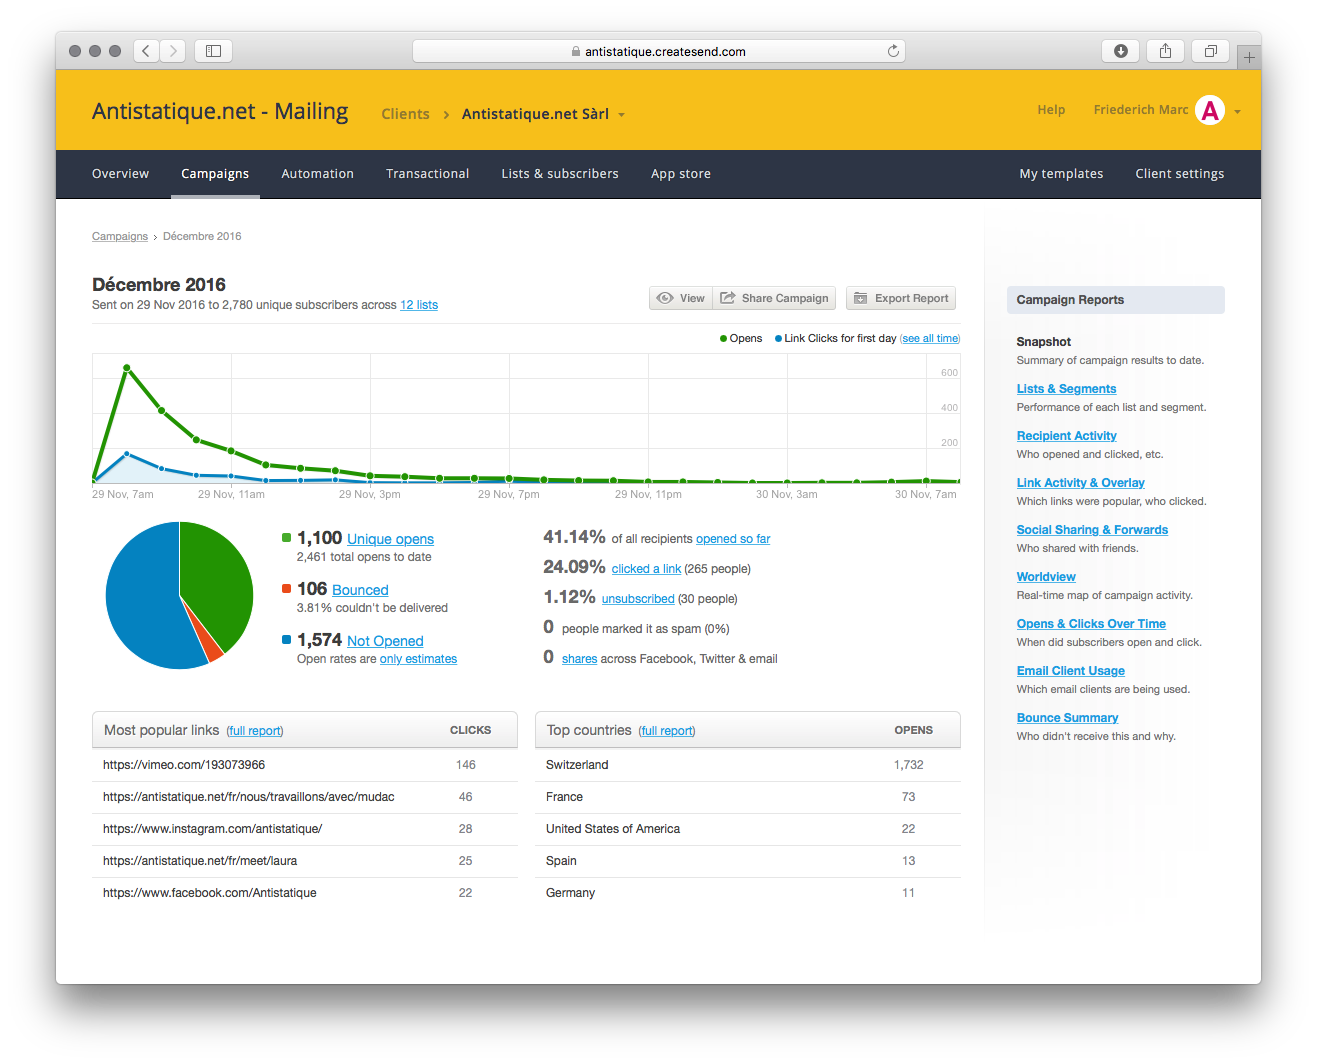 antistatique.createsend.com
Antistatique.net - Mailing
Clients › Antistatique.net Sàrl
Help
Friederich Marc
A
Overview
Campaigns
Automation
Transactional
Lists & subscribers
App store
My templates
Client settings
Campaigns › Décembre 2016
Décembre 2016
Sent on 29 Nov 2016 to 2,780 unique subscribers across 12 lists
View
Share Campaign
Export Report
Opens
Link Clicks for first day (see all time)
600
400
200
29 Nov, 7am
29 Nov, 11am
29 Nov, 3pm
29 Nov, 7pm
29 Nov, 11pm
30 Nov, 3am
30 Nov, 7am
1,100 Unique opens
2,461 total opens to date
106 Bounced
3.81% couldn't be delivered
1,574 Not Opened
Open rates are only estimates
41.14% of all recipients opened so far
24.09% clicked a link (265 people)
1.12% unsubscribed (30 people)
0 people marked it as spam (0%)
0 shares across Facebook, Twitter & email
Most popular links (full report) CLICKS
https://vimeo.com/193073966 146
https://antistatique.net/fr/nous/travaillons/avec/mudac 46
https://www.instagram.com/antistatique/ 28
https://antistatique.net/fr/meet/laura 25
https://www.facebook.com/Antistatique 22
Top countries (full report) OPENS
Switzerland 1,732
France 73
United States of America 22
Spain 13
Germany 11
Campaign Reports
Snapshot
Summary of campaign results to date.
Lists & Segments
Performance of each list and segment.
Recipient Activity
Who opened and clicked, etc.
Link Activity & Overlay
Which links were popular, who clicked.
Social Sharing & Forwards
Who shared with friends.
Worldview
Real-time map of campaign activity.
Opens & Clicks Over Time
When did subscribers open and click.
Email Client Usage
Which email clients are being used.
Bounce Summary
Who didn't receive this and why.